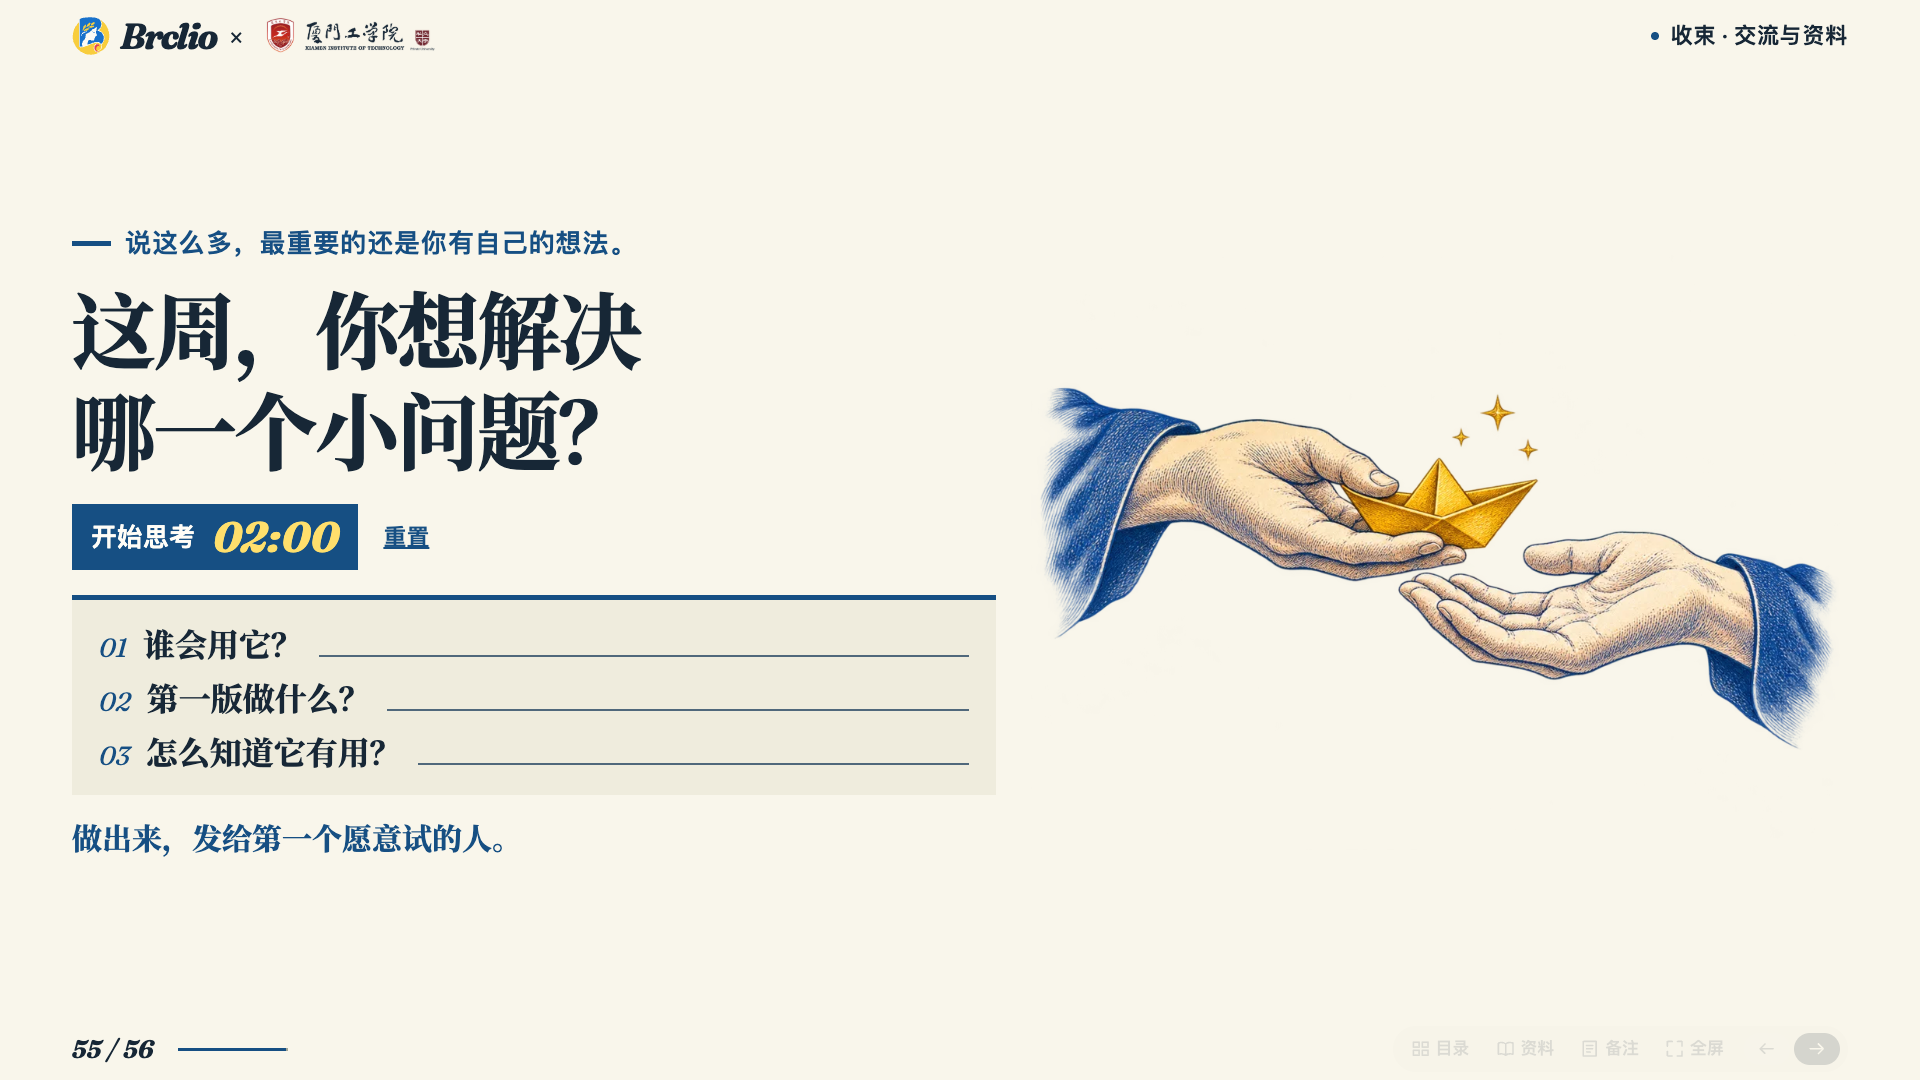 Brclio × 厦門工学院
XIAMEN INSTITUTE OF TECHNOLOGY
收束 · 交流与资料
说这么多，最重要的还是你有自己的想法。
这周，你想解决
哪一个小问题？
开始思考 02:00 重置
01 谁会用它？
02 第一版做什么？
03 怎么知道它有用？
做出来，发给第一个愿意试的人。
55 / 56
目录 资料 备注 全屏